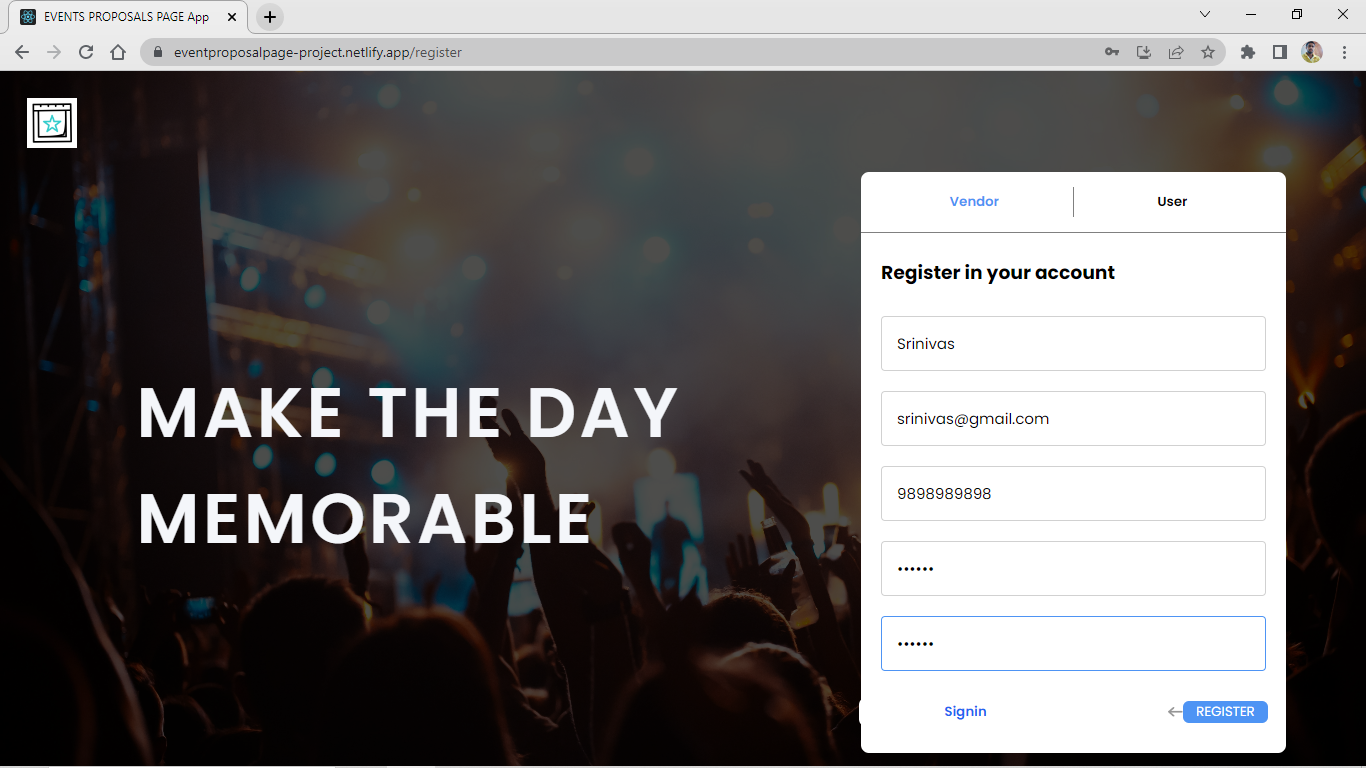 EVENTS PROPOSALS PAGE App
eventproposalpage-project.netlify.app/register
Vendor
User
Register in your account
Srinivas
srinivas@gmail.com
9898989898
••••••
••••••
Signin
REGISTER
MAKE THE DAY
MEMORABLE